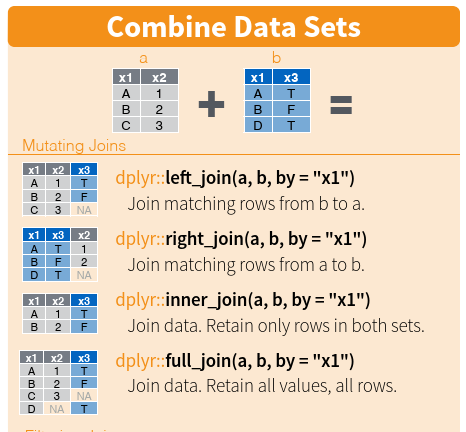 Combine Data Sets
a b
x1 x2 x1 x3
A 1 A T
B 2 + B F =
C 3 D T
Mutating Joins
x1 x2 x3
A 1 T
B 2 F
C 3 NA
dplyr::left_join(a, b, by = "x1")
Join matching rows from b to a.
x1 x3 x2
A T 1
B F 2
D T NA
dplyr::right_join(a, b, by = "x1")
Join matching rows from a to b.
x1 x2 x3
A 1 T
B 2 F
dplyr::inner_join(a, b, by = "x1")
Join data. Retain only rows in both sets.
x1 x2 x3
A 1 T
B 2 F
C 3 NA
D NA T
dplyr::full_join(a, b, by = "x1")
Join data. Retain all values, all rows.